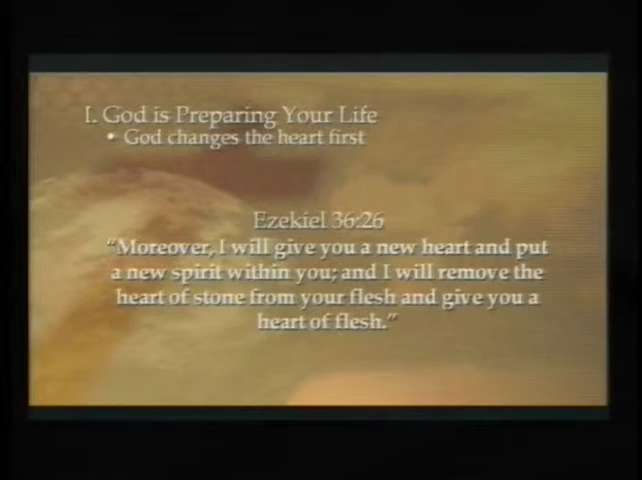 I. God is Preparing Your Life
• God changes the heart first
Ezekiel 36:26
“Moreover, I will give you a new heart and put
a new spirit within you; and I will remove the
heart of stone from your flesh and give you a
heart of flesh.”